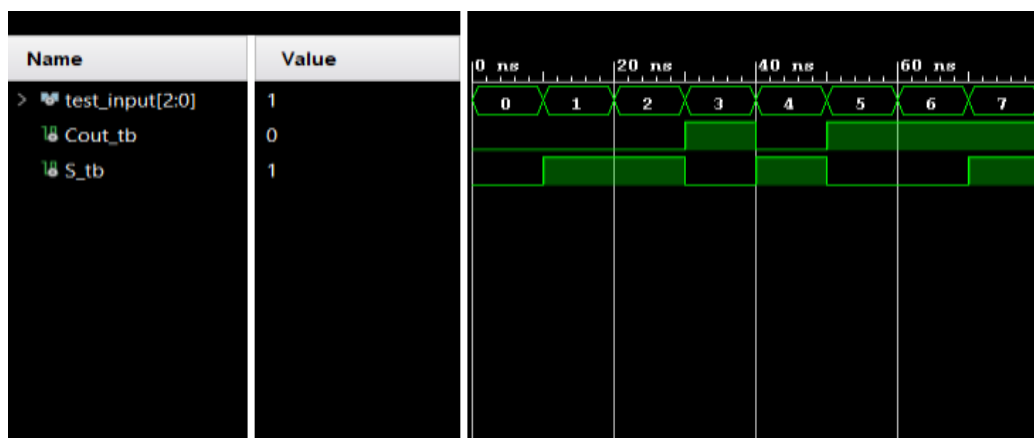 Name Value
0 ns 20 ns 40 ns 60 ns
test_input[2:0] 1 0 1 2 3 4 5 6 7
Cout_tb 0
S_tb 1